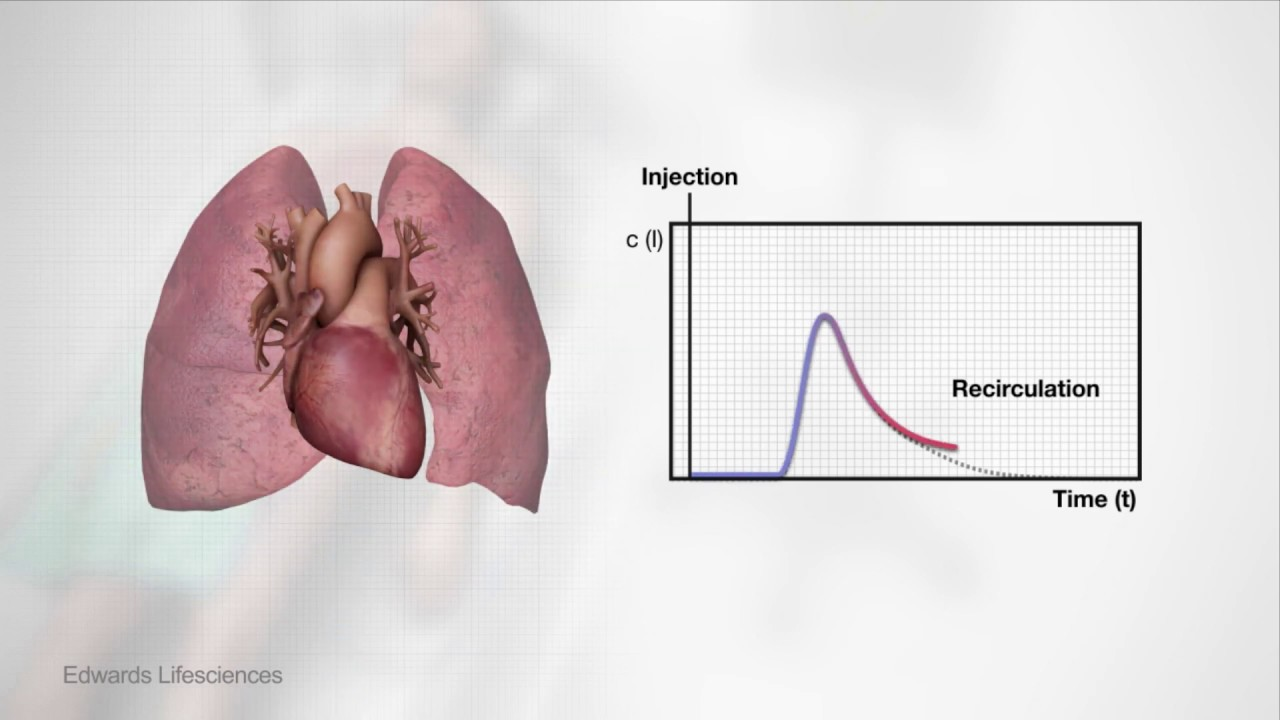 Injection
c (l)
Recirculation
Time (t)
Edwards Lifesciences